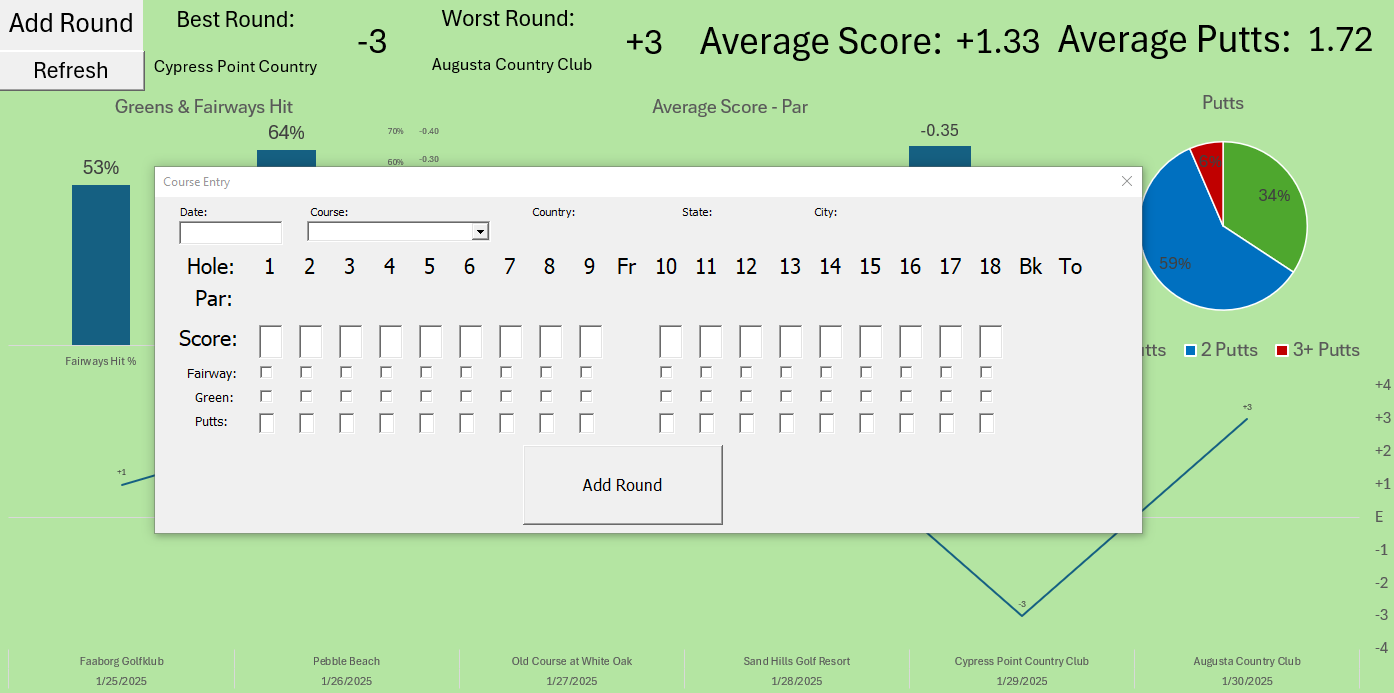 Add Round
Refresh
Best Round:
-3
Cypress Point Country
Worst Round:
+3
Augusta Country Club
Average Score: +1.33
Average Putts: 1.72
Greens & Fairways Hit
53%
64%
70%
60%
Fairways Hit %
Average Score - Par
-0.40
-0.30
-0.35
Putts
34%
59%
2 Putts
3+ Putts
Course Entry
Date:
Course:
Country:
State:
City:
Hole: 1 2 3 4 5 6 7 8 9 Fr 10 11 12 13 14 15 16 17 18 Bk To
Par:
Score:
Fairway:
Green:
Putts:
Add Round
+4
+3
+2
+1
E
-1
-2
-3
-4
+1
-3
+3
Faaborg Golfklub
1/25/2025
Pebble Beach
1/26/2025
Old Course at White Oak
1/27/2025
Sand Hills Golf Resort
1/28/2025
Cypress Point Country Club
1/29/2025
Augusta Country Club
1/30/2025